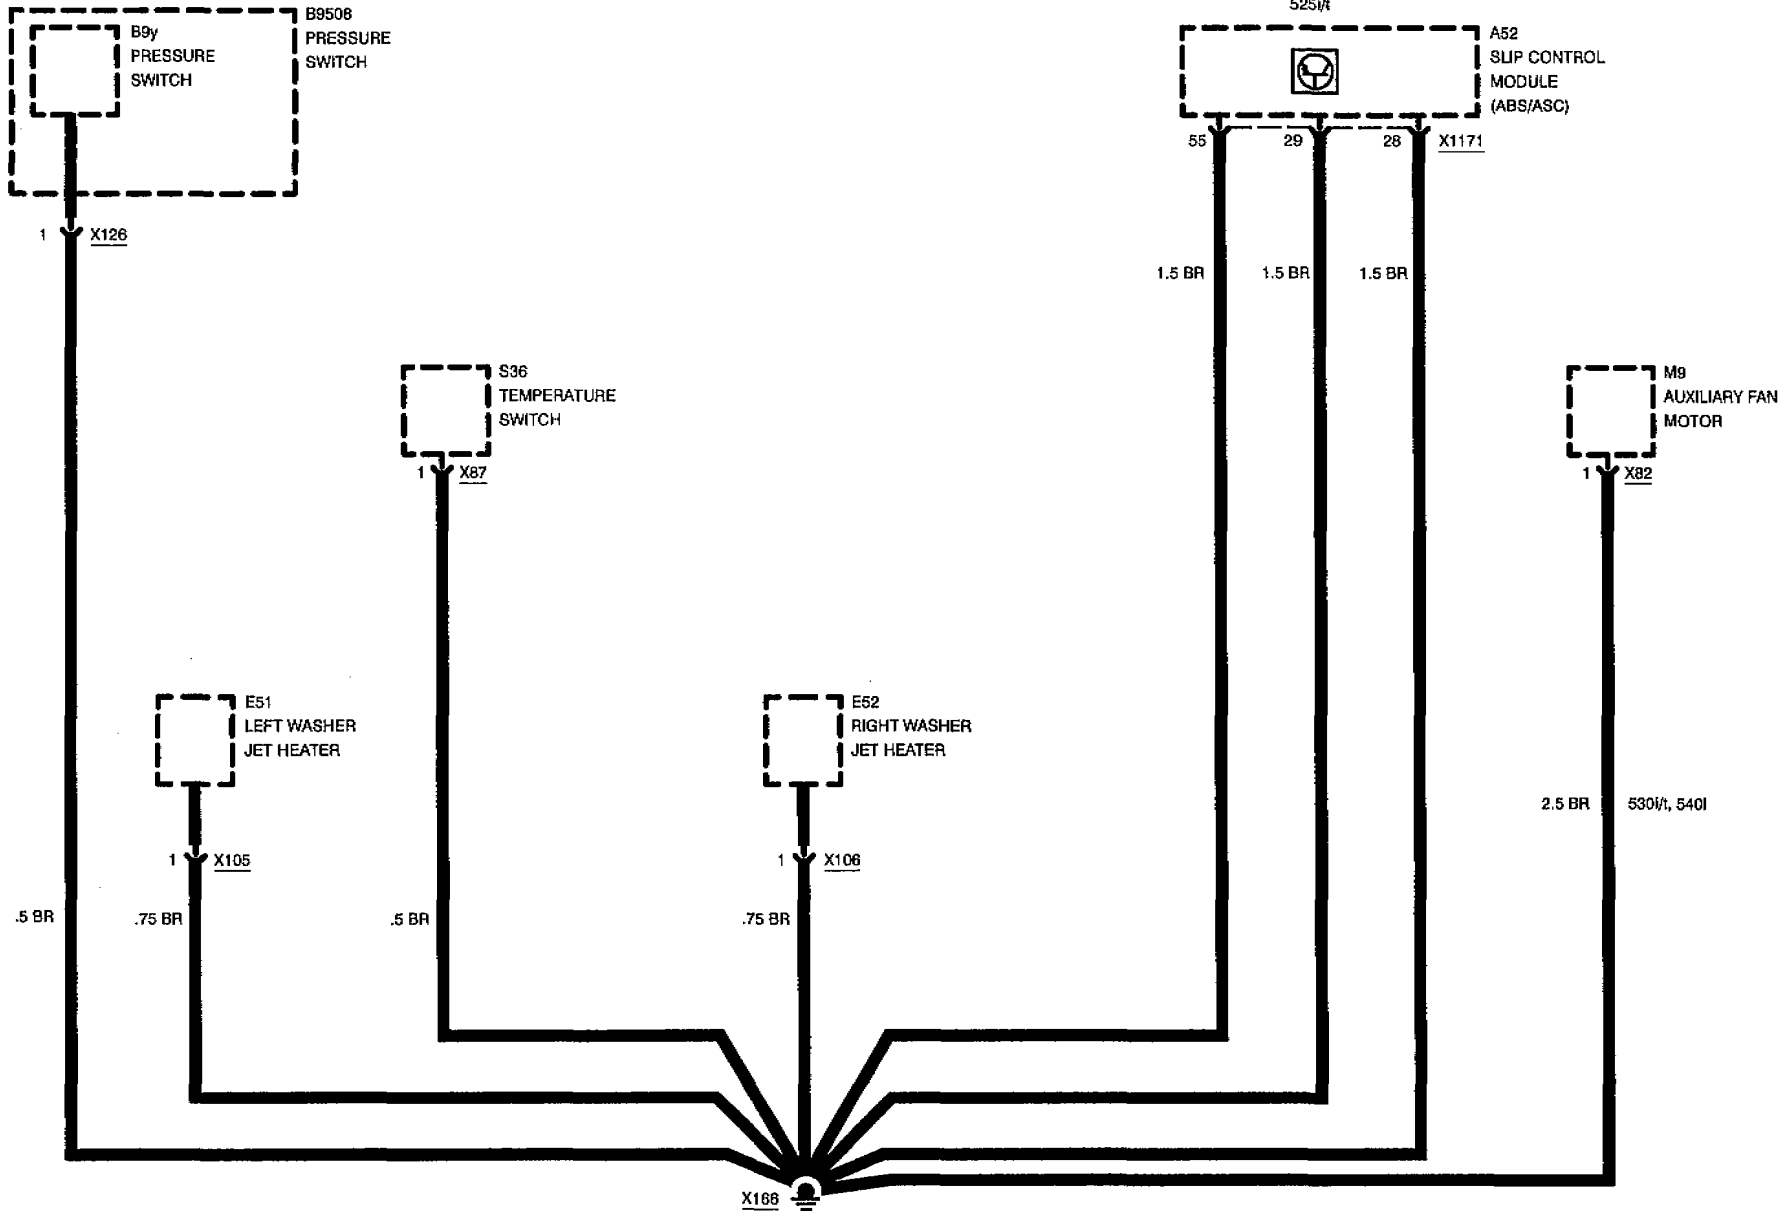 B9508
PRESSURE
SWITCH
B9y
PRESSURE
SWITCH
1 X126
525i/t
A52
SLIP CONTROL
MODULE
(ABS/ASC)
55 29 28 X1171
1.5 BR 1.5 BR 1.5 BR
S36
TEMPERATURE
SWITCH
1 X87
M9
AUXILIARY FAN
MOTOR
1 X82
E51
LEFT WASHER
JET HEATER
1 X105
E52
RIGHT WASHER
JET HEATER
1 X106
2.5 BR 530i/t, 540i
.5 BR .75 BR .5 BR .75 BR
X166